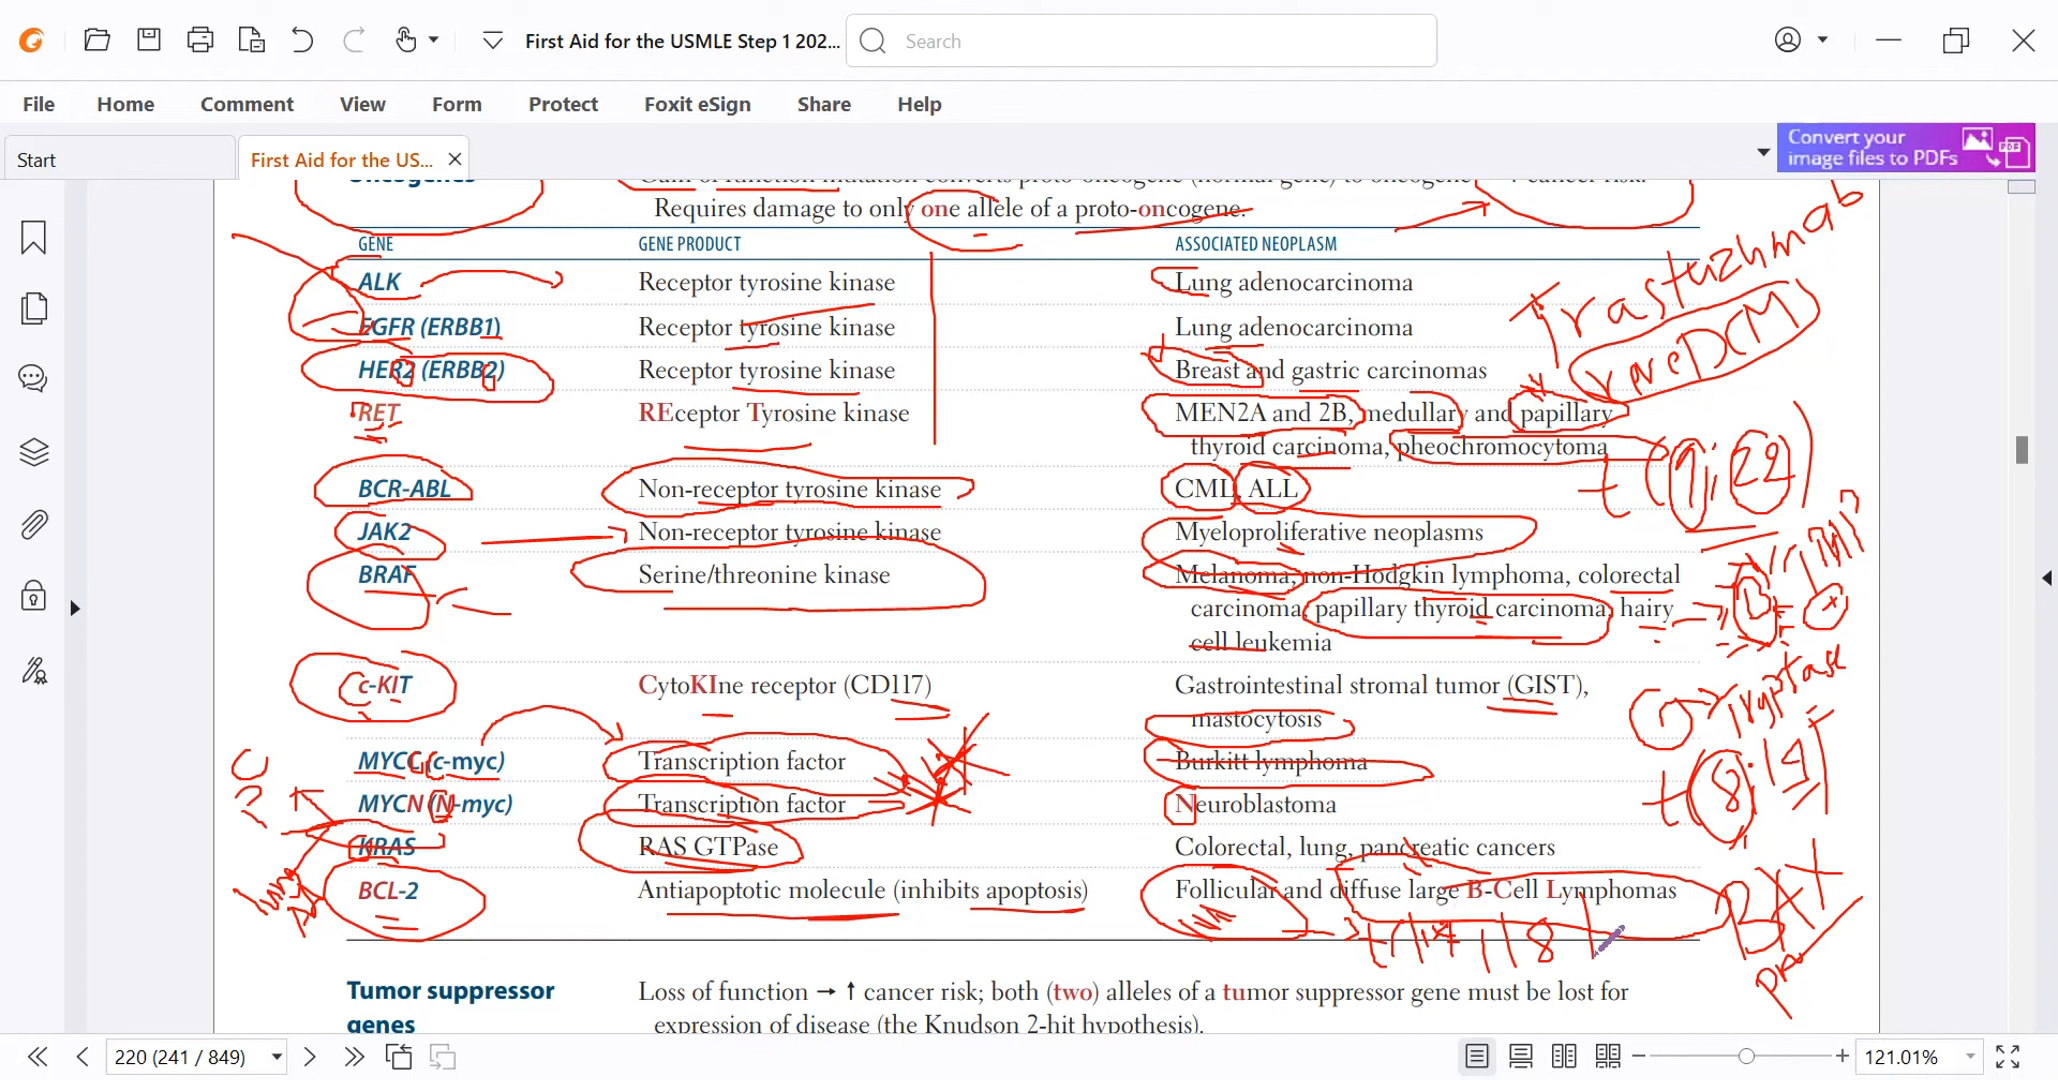 First Aid for the USMLE Step 1 202...
Search
File Home Comment View Form Protect Foxit eSign Share Help
Start
First Aid for the US...
Convert your
image files to PDFs
Requires damage to only one allele of a proto-oncogene.
GENE GENE PRODUCT ASSOCIATED NEOPLASM
ALK Receptor tyrosine kinase Lung adenocarcinoma
EGFR (ERBB1) Receptor tyrosine kinase Lung adenocarcinoma
HER2 (ERBB2) Receptor tyrosine kinase Breast and gastric carcinomas
RET REceptor Tyrosine kinase MEN2A and 2B, medullary and papillary
thyroid carcinoma, pheochromocytoma
BCR-ABL Non-receptor tyrosine kinase CML, ALL
JAK2 Non-receptor tyrosine kinase Myeloproliferative neoplasms
BRAF Serine/threonine kinase Melanoma, non-Hodgkin lymphoma, colorectal
carcinoma, papillary thyroid carcinoma, hairy
cell leukemia
c-KIT CytoKIne receptor (CD117) Gastrointestinal stromal tumor (GIST),
mastocytosis
MYCC (c-myc) Transcription factor Burkitt lymphoma
MYCN (N-myc) Transcription factor Neuroblastoma
KRAS RAS GTPase Colorectal, lung, pancreatic cancers
BCL-2 Antiapoptotic molecule (inhibits apoptosis) Follicular and diffuse large B-Cell Lymphomas
Trastuzhmab
rare DCM
t(9;22)
Tryptase
t(8;14)
BAX
Tumor suppressor Loss of function → ↑ cancer risk; both (two) alleles of a tumor suppressor gene must be lost for
genes expression of disease (the Knudson 2-hit hypothesis).
220 (241 / 849)
121.01%